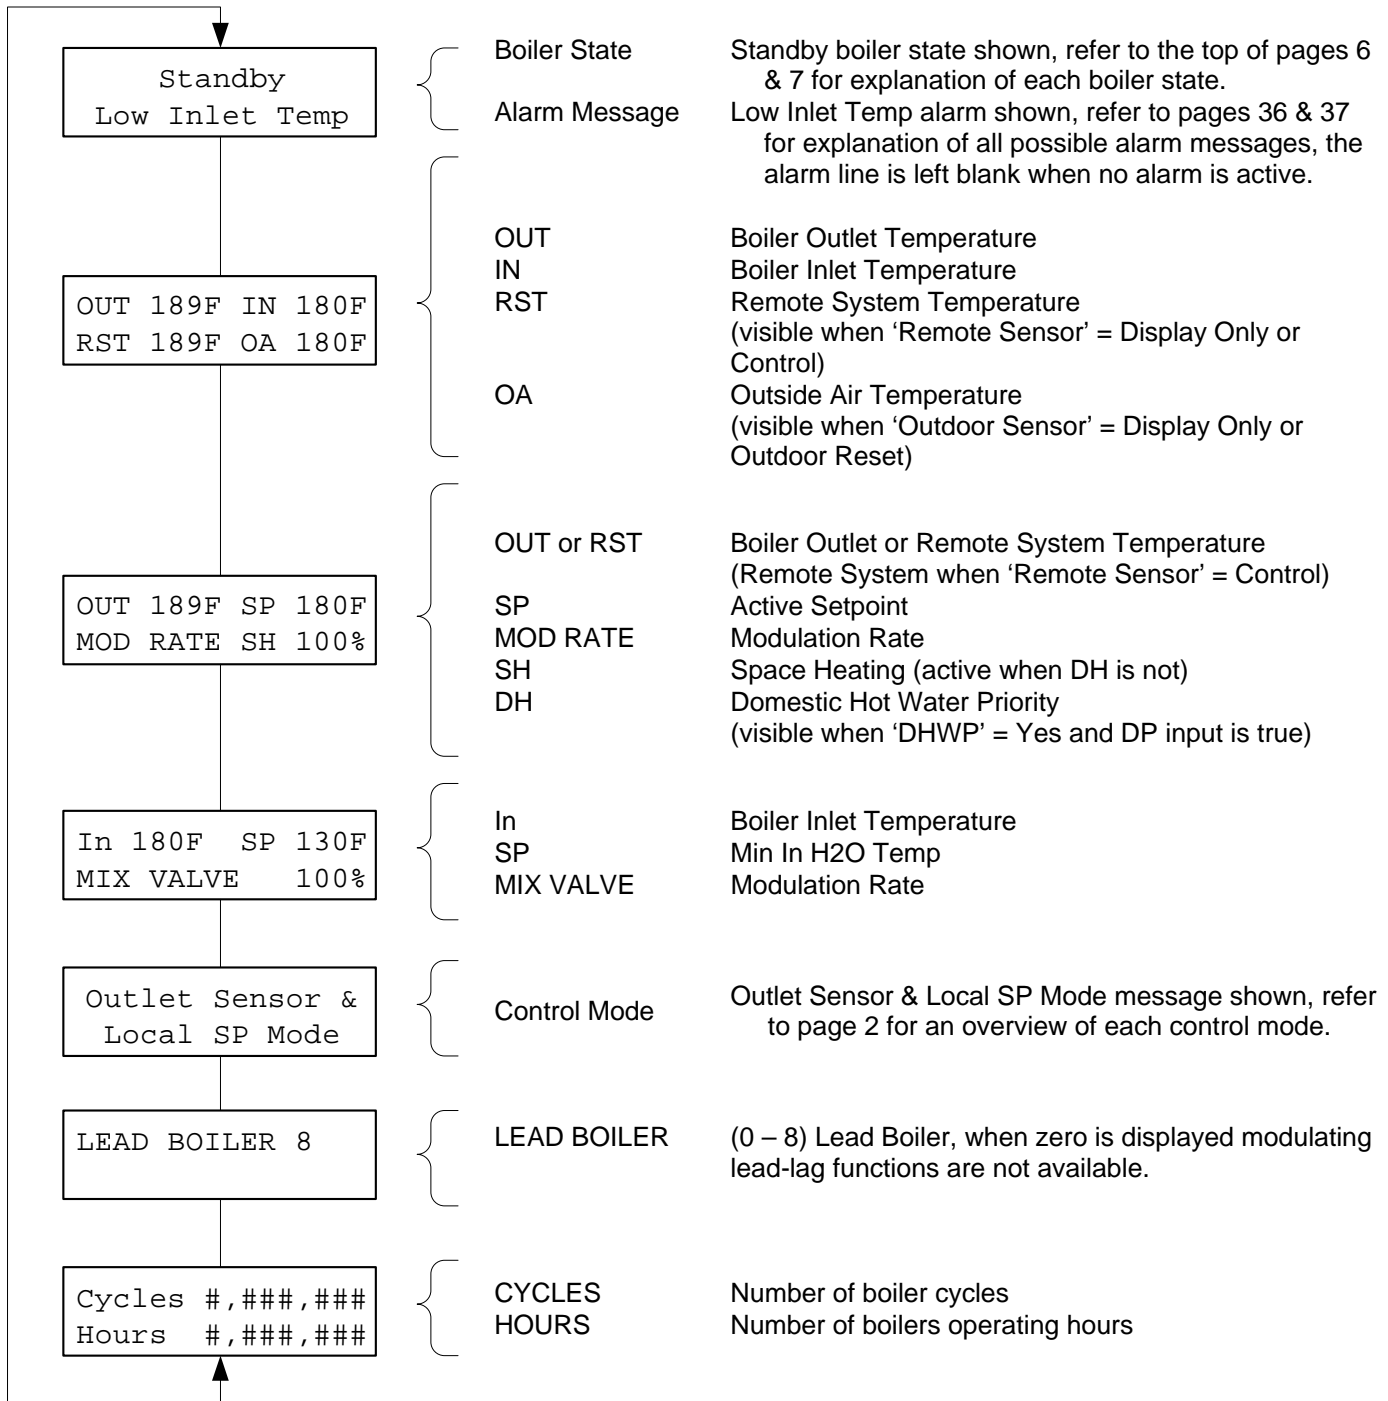 Standby
Low Inlet Temp
Boiler State
Standby boiler state shown, refer to the top of pages 6
& 7 for explanation of each boiler state.
Alarm Message
Low Inlet Temp alarm shown, refer to pages 36 & 37
for explanation of all possible alarm messages, the
alarm line is left blank when no alarm is active.
OUT 189F IN 180F
RST 189F OA 180F
OUT
Boiler Outlet Temperature
IN
Boiler Inlet Temperature
RST
Remote System Temperature
(visible when ‘Remote Sensor’ = Display Only or
Control)
OA
Outside Air Temperature
(visible when ‘Outdoor Sensor’ = Display Only or
Outdoor Reset)
OUT 189F SP 180F
MOD RATE SH 100%
OUT or RST
Boiler Outlet or Remote System Temperature
(Remote System when ‘Remote Sensor’ = Control)
SP
Active Setpoint
MOD RATE
Modulation Rate
SH
Space Heating (active when DH is not)
DH
Domestic Hot Water Priority
(visible when ‘DHWP’ = Yes and DP input is true)
In 180F SP 130F
MIX VALVE 100%
In
Boiler Inlet Temperature
SP
Min In H2O Temp
MIX VALVE
Modulation Rate
Outlet Sensor &
Local SP Mode
Control Mode
Outlet Sensor & Local SP Mode message shown, refer
to page 2 for an overview of each control mode.
LEAD BOILER 8
LEAD BOILER
(0 – 8) Lead Boiler, when zero is displayed modulating
lead-lag functions are not available.
Cycles #,###,###
Hours #,###,###
CYCLES
Number of boiler cycles
HOURS
Number of boilers operating hours